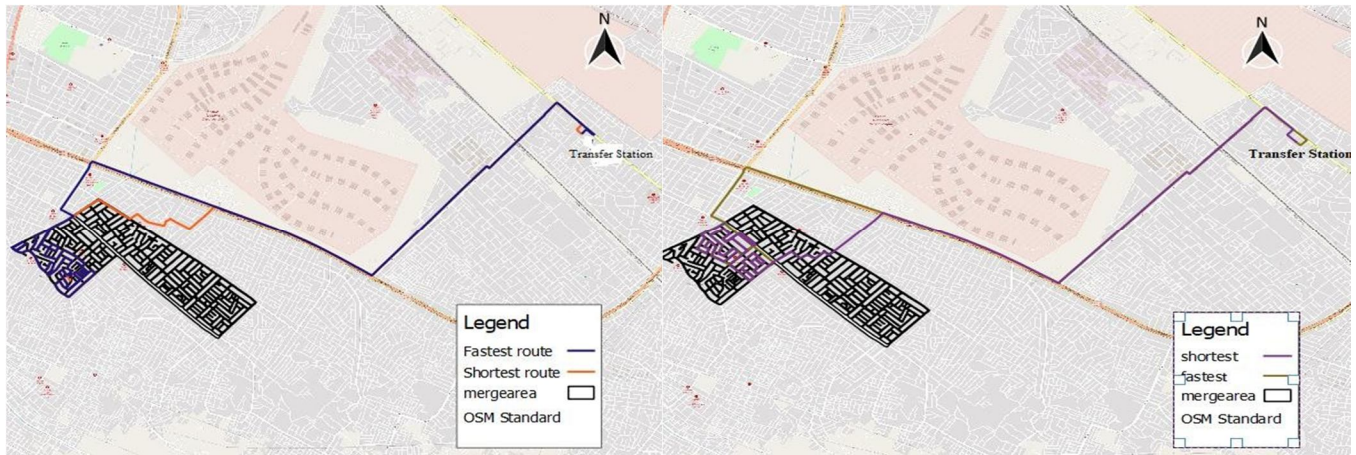 N
Transfer Station
Legend
Fastest route
Shortest route
mergearea
OSM Standard
N
Transfer Station
Legend
shortest
fastest
mergearea
OSM Standard